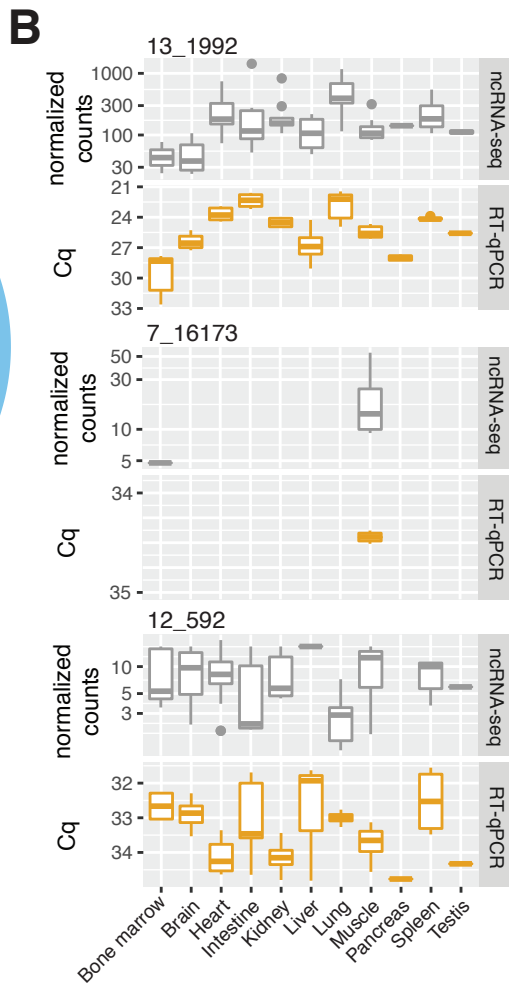 B
13_1992
normalized
counts
1000
300
100
30
ncRNA-seq
Cq
21
24
27
30
33
RT-qPCR
7_16173
normalized
counts
50
30
10
5
ncRNA-seq
Cq
34
35
RT-qPCR
12_592
normalized
counts
10
5
3
ncRNA-seq
Cq
32
33
34
RT-qPCR
Bone marrow
Brain
Heart
Intestine
Kidney
Liver
Lung
Muscle
Pancreas
Spleen
Testis